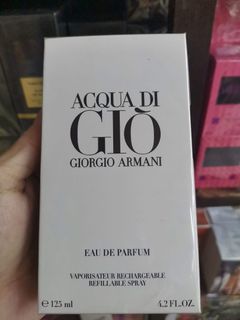 ACQUA DI
GIÒ
GIORGIO ARMANI
EAU DE PARFUM
VAPORISATEUR RECHARGEABLE
REFILLABLE SPRAY
℮ 125 ml 4.2 FL.OZ